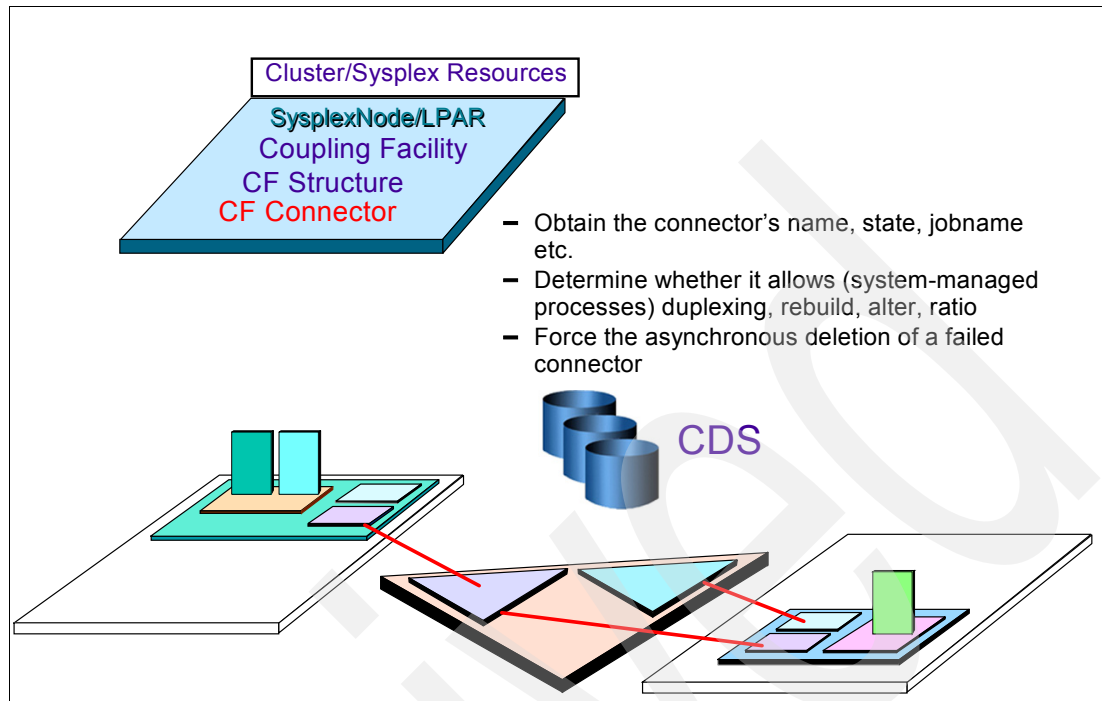 Cluster/Sysplex Resources
SysplexNode/LPAR
Coupling Facility
CF Structure
CF Connector
– Obtain the connector's name, state, jobname
etc.
– Determine whether it allows (system-managed
processes) duplexing, rebuild, alter, ratio
– Force the asynchronous deletion of a failed
connector
CDS